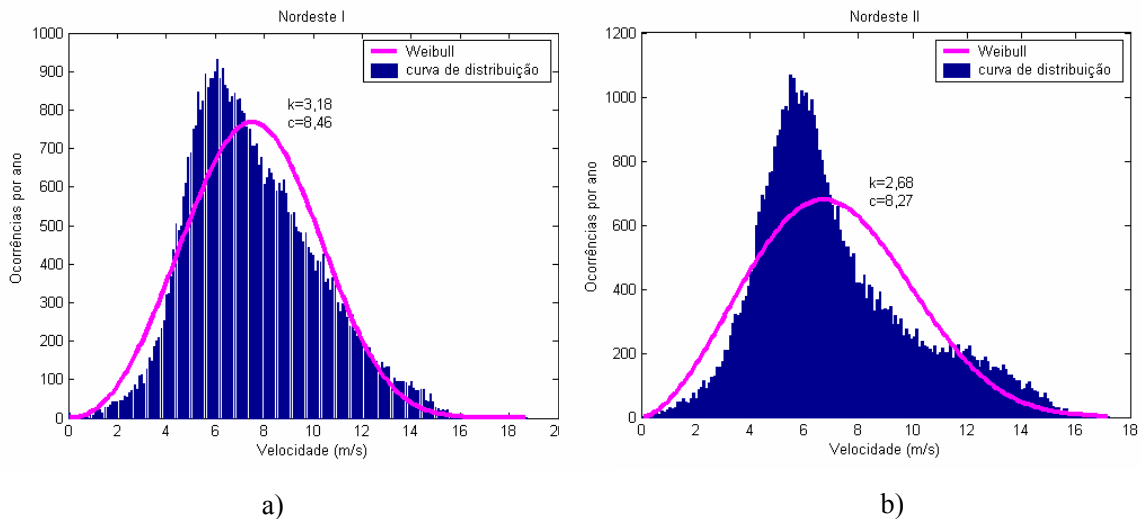 Nordeste I
1000
900
800
700
600
500
400
300
200
100
0
Ocorrências por ano
Weibull
curva de distribuição
k=3,18
c=8,46
0 2 4 6 8 10 12 14 16 18 20
Velocidade (m/s)
a)
Nordeste II
1200
1000
800
600
400
200
0
Ocorrências por ano
Weibull
curva de distribuição
k=2,68
c=8,27
0 2 4 6 8 10 12 14 16 18
Velocidade (m/s)
b)